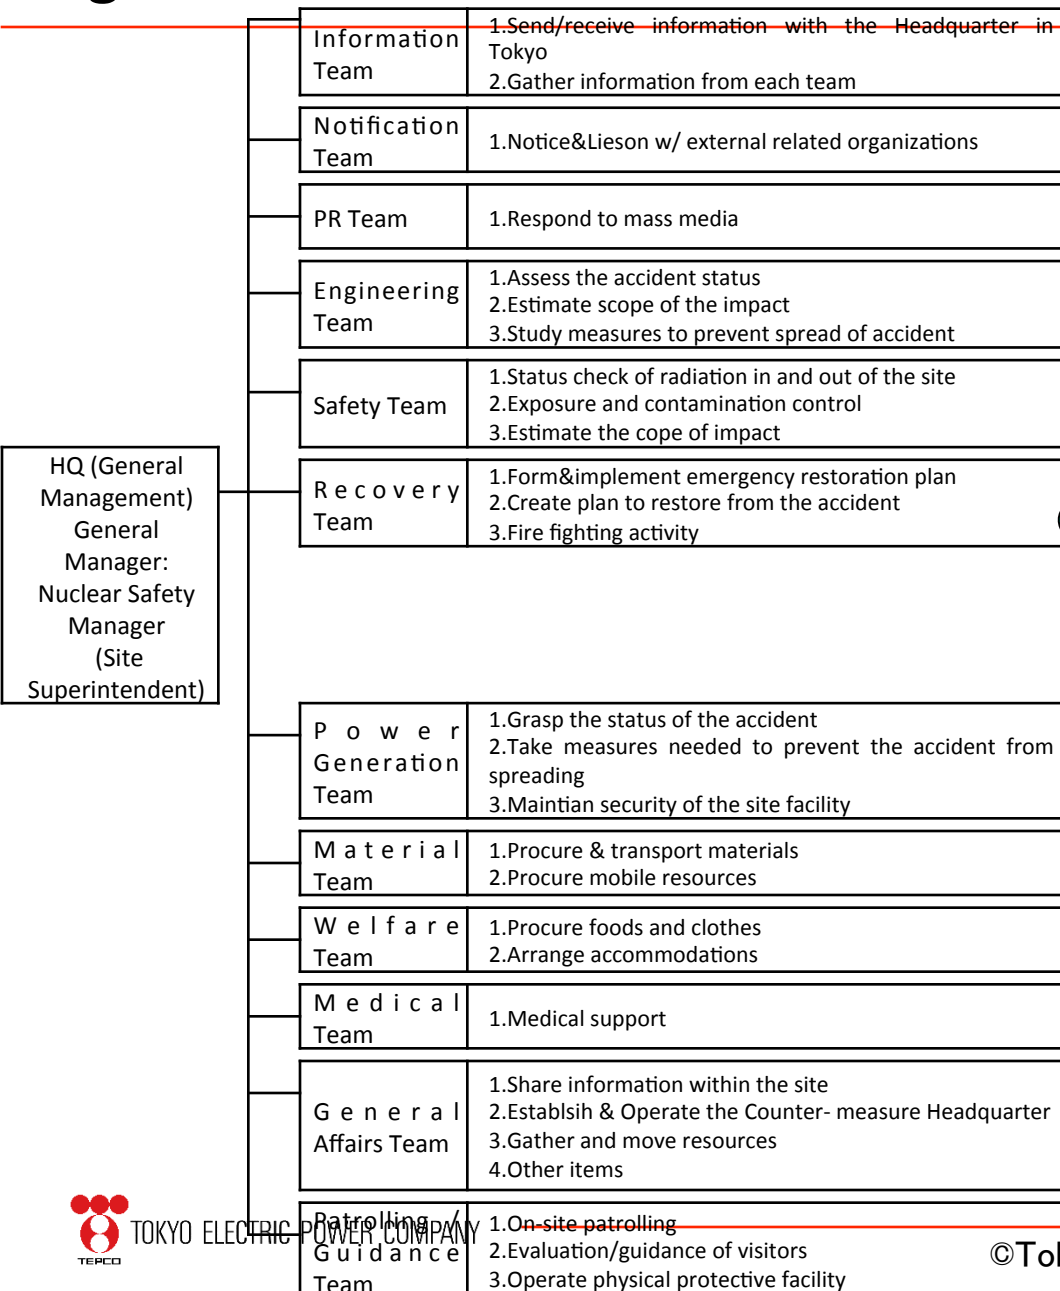 HQ (General
Management)
General
Manager:
Nuclear Safety
Manager
(Site
Superintendent)
Information
Team
1.Send/receive information with the Headquarter in
Tokyo
2.Gather information from each team
Notification
Team
1.Notice&Lieson w/ external related organizations
PR Team
1.Respond to mass media
Engineering
Team
1.Assess the accident status
2.Estimate scope of the impact
3.Study measures to prevent spread of accident
Safety Team
1.Status check of radiation in and out of the site
2.Exposure and contamination control
3.Estimate the cope of impact
Recovery
Team
1.Form&implement emergency restoration plan
2.Create plan to restore from the accident
3.Fire fighting activity
Power
Generation
Team
1.Grasp the status of the accident
2.Take measures needed to prevent the accident from
spreading
3.Maintian security of the site facility
Material
Team
1.Procure & transport materials
2.Procure mobile resources
Welfare
Team
1.Procure foods and clothes
2.Arrange accommodations
Medical
Team
1.Medical support
General
Affairs Team
1.Share information within the site
2.Establsih & Operate the Counter- measure Headquarter
3.Gather and move resources
4.Other items
Patrolling /
Guidance
Team
1.On-site patrolling
2.Evaluation/guidance of visitors
3.Operate physical protective facility
TEPCO
TOKYO ELECTRIC POWER COMPANY
©Tok